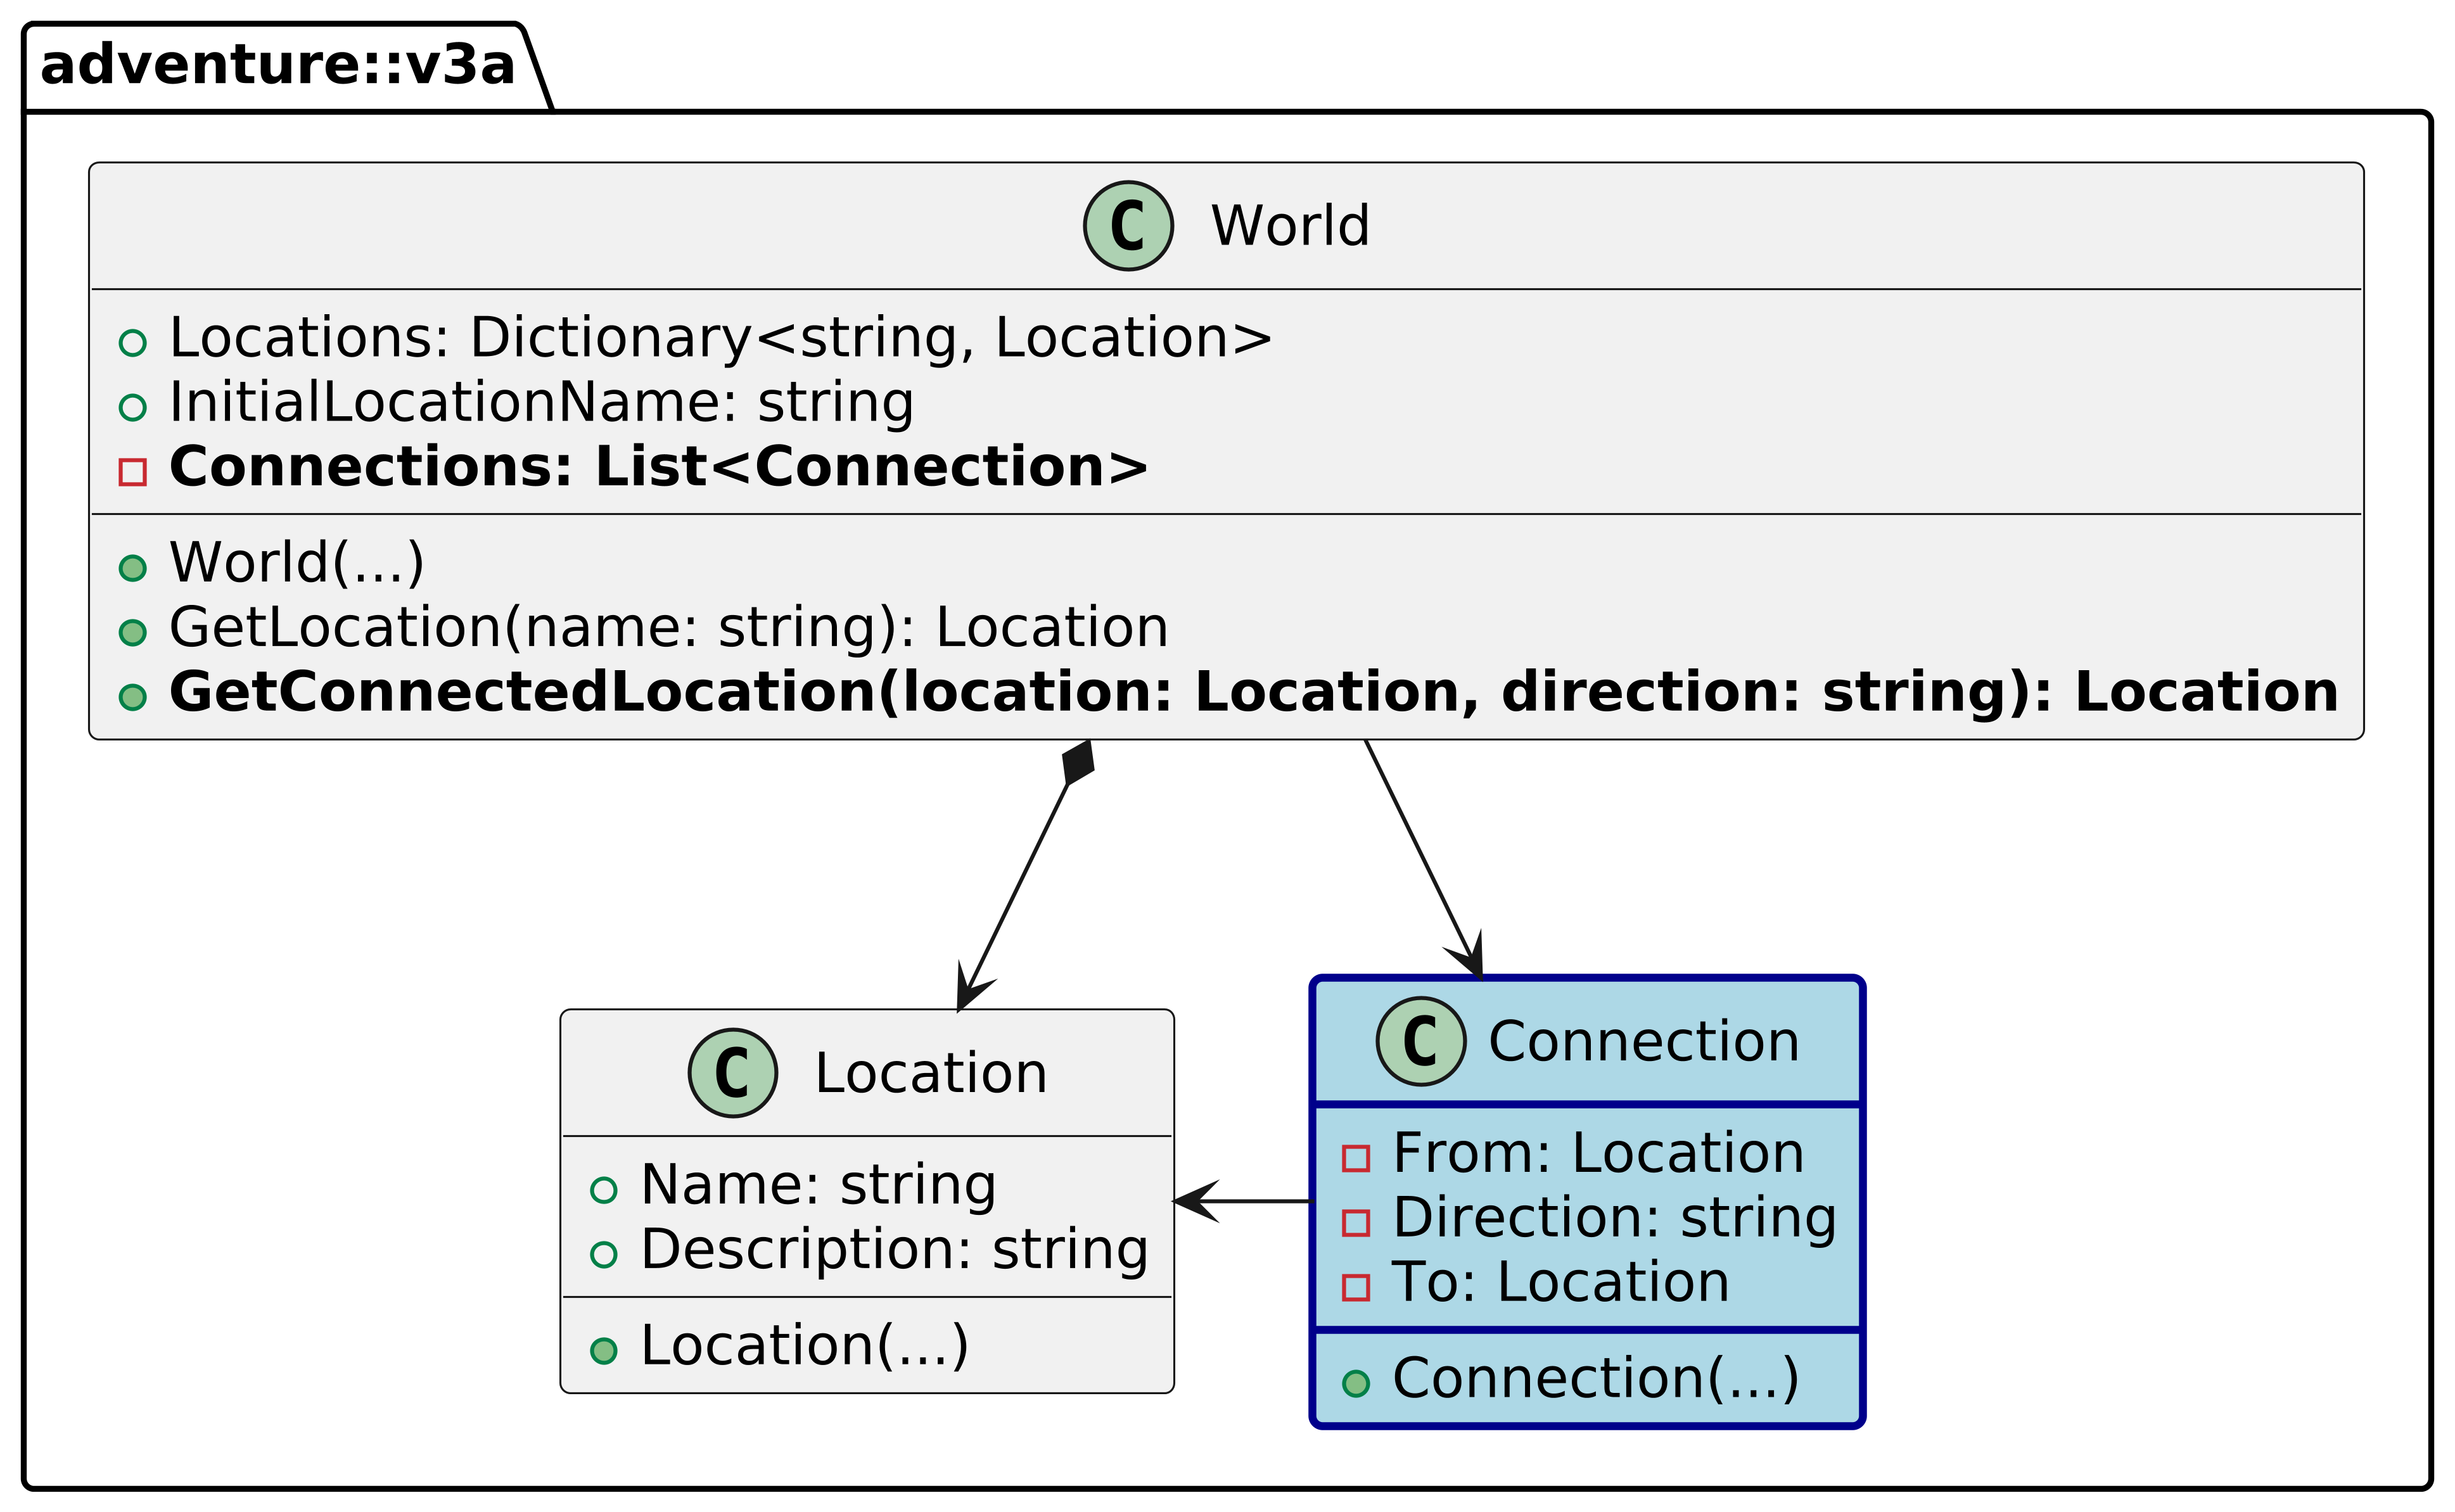 adventure::v3a
C World
Locations: Dictionary<string, Location>
InitialLocationName: string
Connections: List<Connection>
World(...)
GetLocation(name: string): Location
GetConnectedLocation(location: Location, direction: string): Location
C Location
Name: string
Description: string
Location(...)
C Connection
From: Location
Direction: string
To: Location
Connection(...)